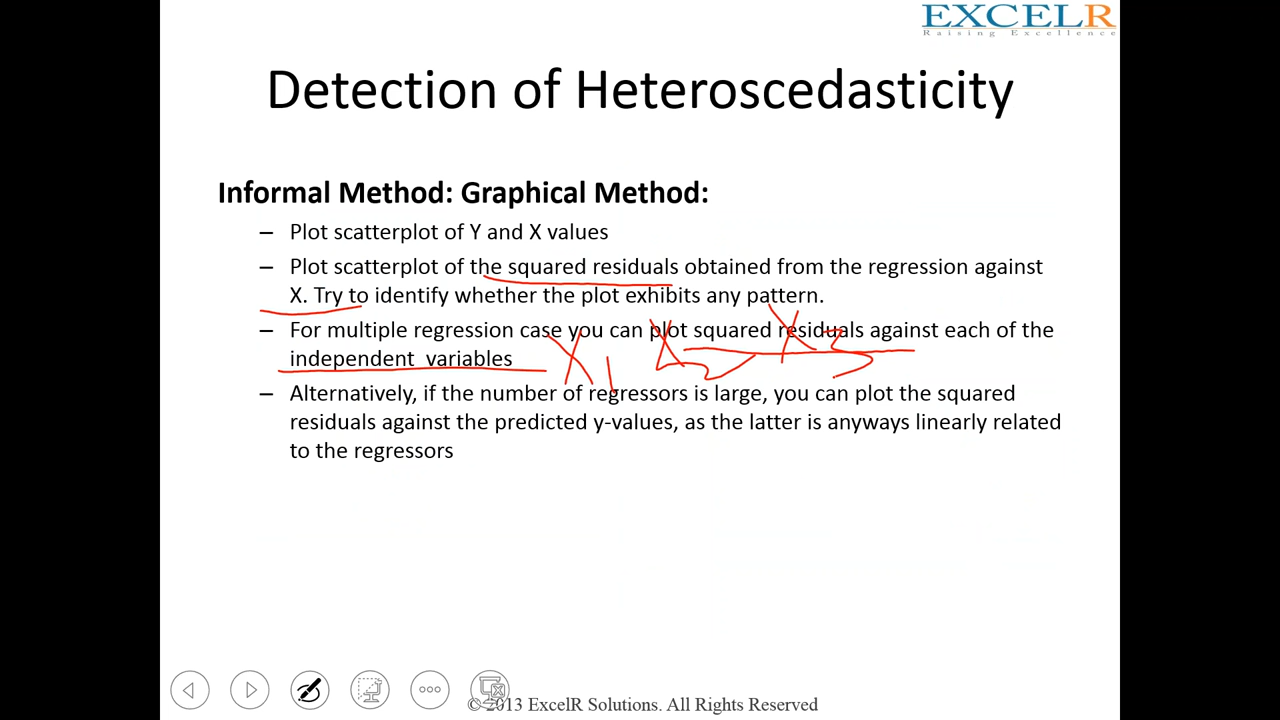 EXCELR
Raising Excellence
Detection of Heteroscedasticity
Informal Method: Graphical Method:
– Plot scatterplot of Y and X values
– Plot scatterplot of the squared residuals obtained from the regression against
X. Try to identify whether the plot exhibits any pattern.
– For multiple regression case you can plot squared residuals against each of the
independent variables
X1 X2 X3
– Alternatively, if the number of regressors is large, you can plot the squared
residuals against the predicted y-values, as the latter is anyways linearly related
to the regressors
© 2013 ExcelR Solutions. All Rights Reserved